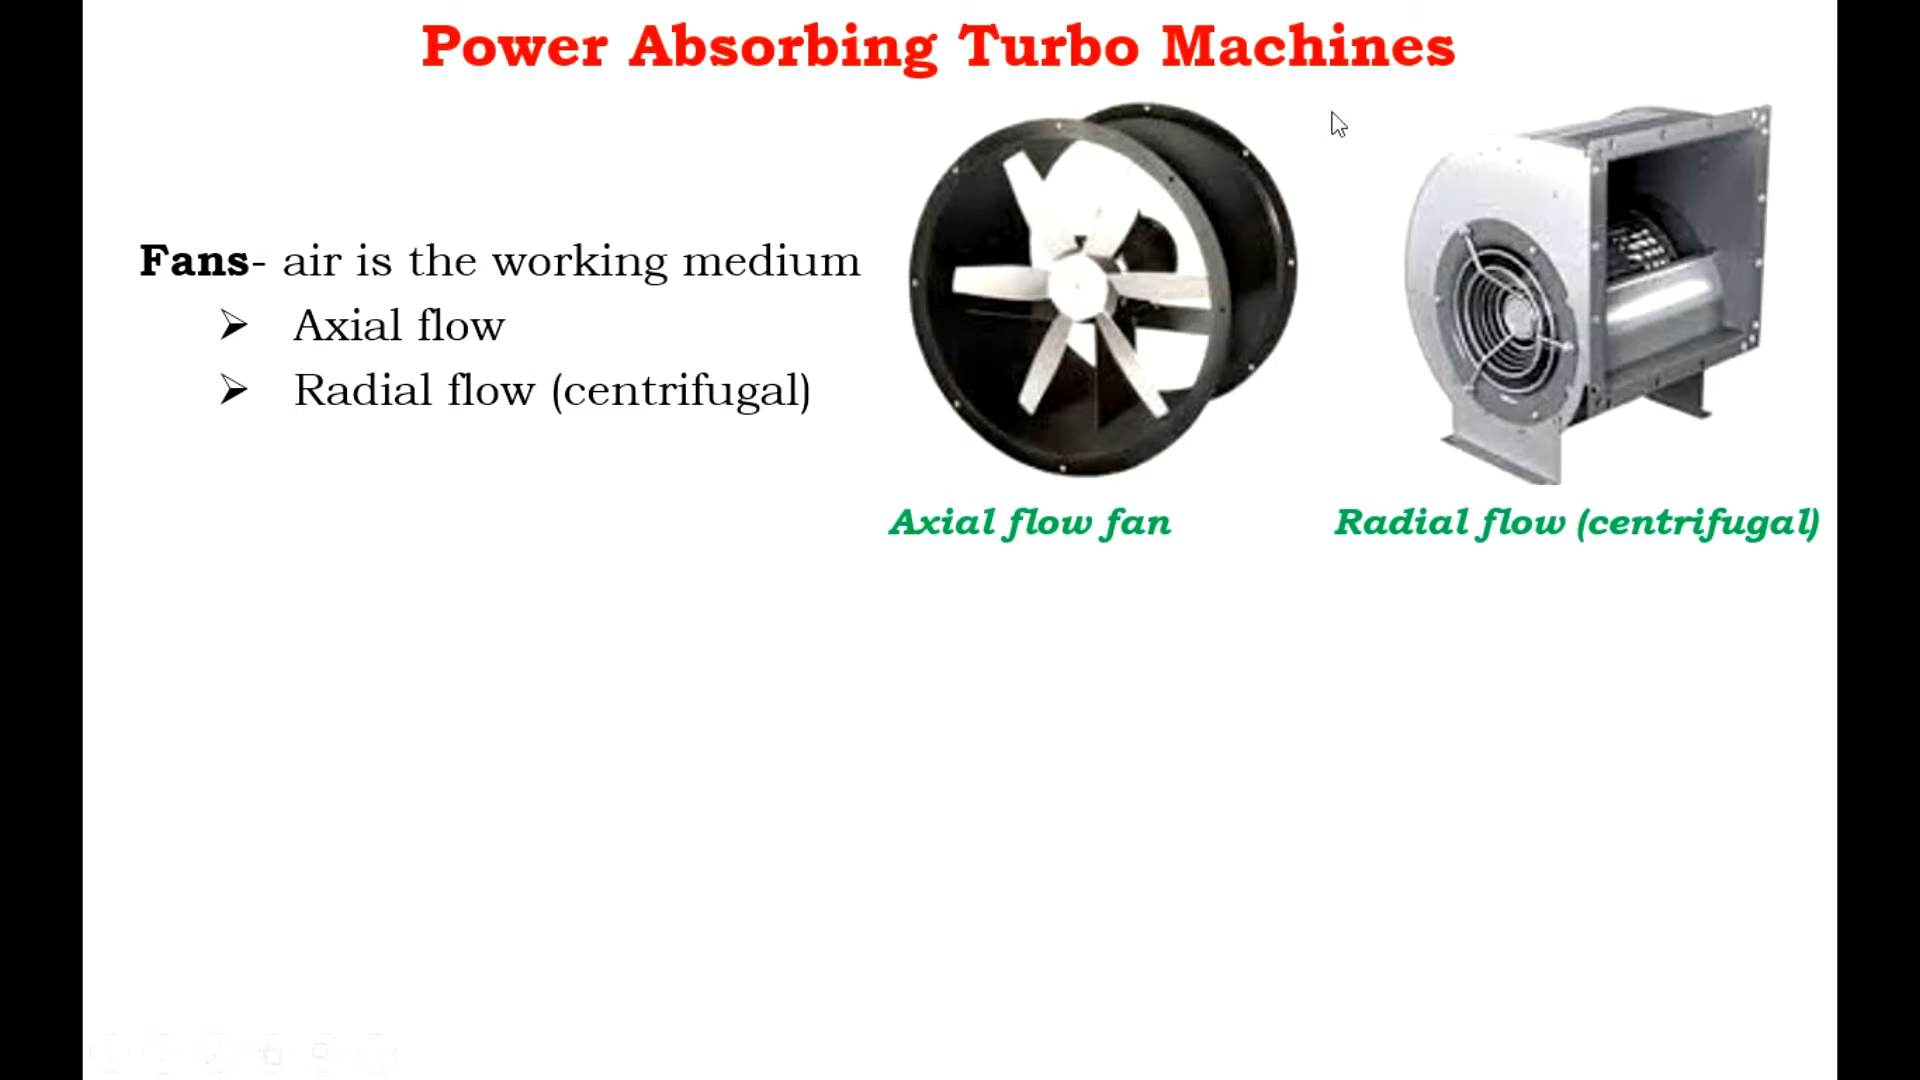 Power Absorbing Turbo Machines
Fans- air is the working medium
➢ Axial flow
➢ Radial flow (centrifugal)
Axial flow fan
Radial flow (centrifugal)